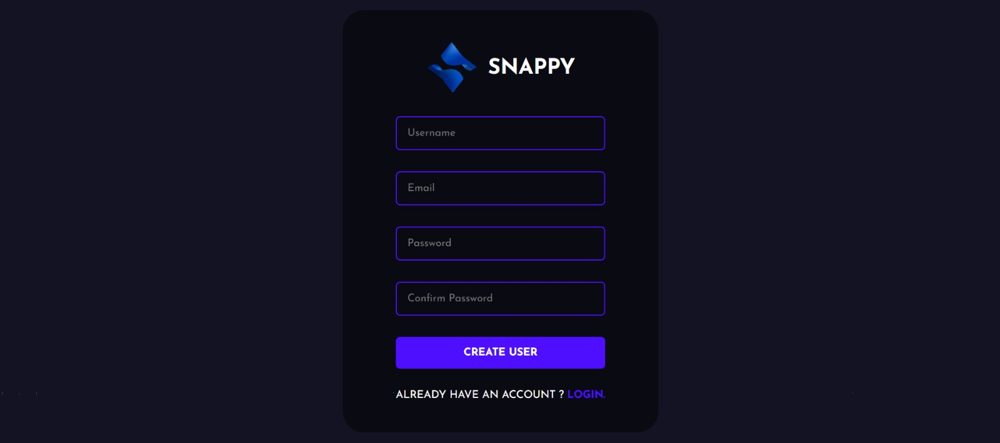 SNAPPY
Username
Email
Password
Confirm Password
CREATE USER
ALREADY HAVE AN ACCOUNT ? LOGIN.